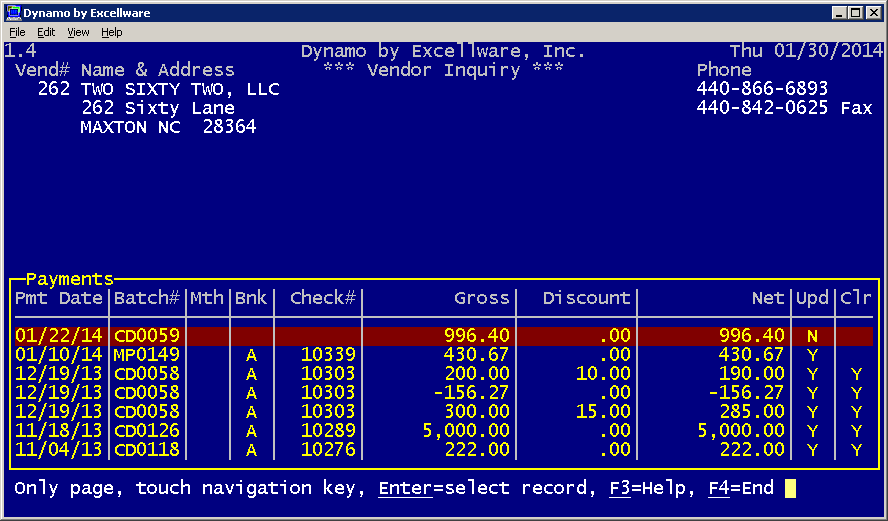 Dynamo by Excellware
File Edit View Help
1.4 Dynamo by Excellware, Inc. Thu 01/30/2014
Vend# Name & Address *** Vendor Inquiry *** Phone
262 TWO SIXTY TWO, LLC 440-866-6893
262 Sixty Lane 440-842-0625 Fax
MAXTON NC 28364
Payments
Pmt Date Batch# Mth Bnk Check# Gross Discount Net Upd Clr
01/22/14 CD0059 996.40 .00 996.40 N
01/10/14 MP0149 A 10339 430.67 .00 430.67 Y
12/19/13 CD0058 A 10303 200.00 10.00 190.00 Y Y
12/19/13 CD0058 A 10303 -156.27 .00 -156.27 Y Y
12/19/13 CD0058 A 10303 300.00 15.00 285.00 Y Y
11/18/13 CD0126 A 10289 5,000.00 .00 5,000.00 Y Y
11/04/13 CD0118 A 10276 222.00 .00 222.00 Y Y
Only page, touch navigation key, Enter=select record, F3=Help, F4=End